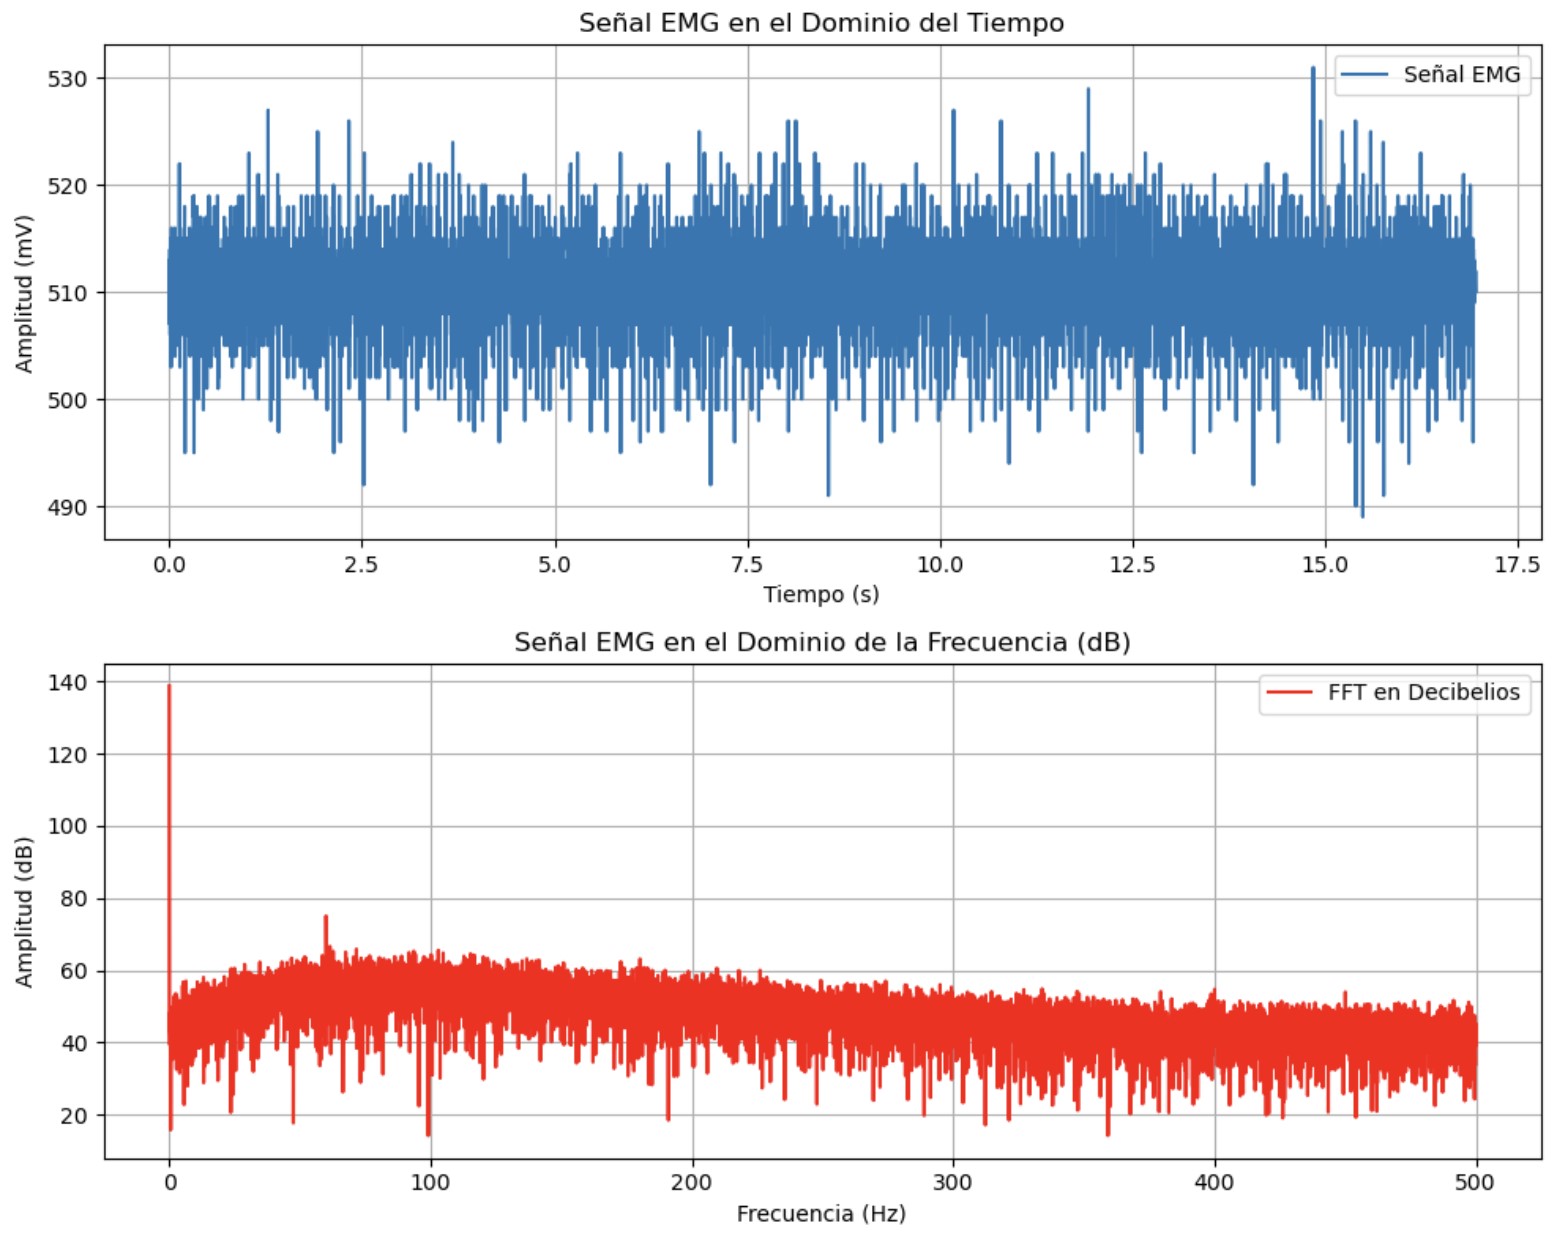 Señal EMG en el Dominio del Tiempo
Señal EMG
Amplitud (mV)
530
520
510
500
490
0.0 2.5 5.0 7.5 10.0 12.5 15.0 17.5
Tiempo (s)
Señal EMG en el Dominio de la Frecuencia (dB)
FFT en Decibelios
Amplitud (dB)
140
120
100
80
60
40
20
0 100 200 300 400 500
Frecuencia (Hz)